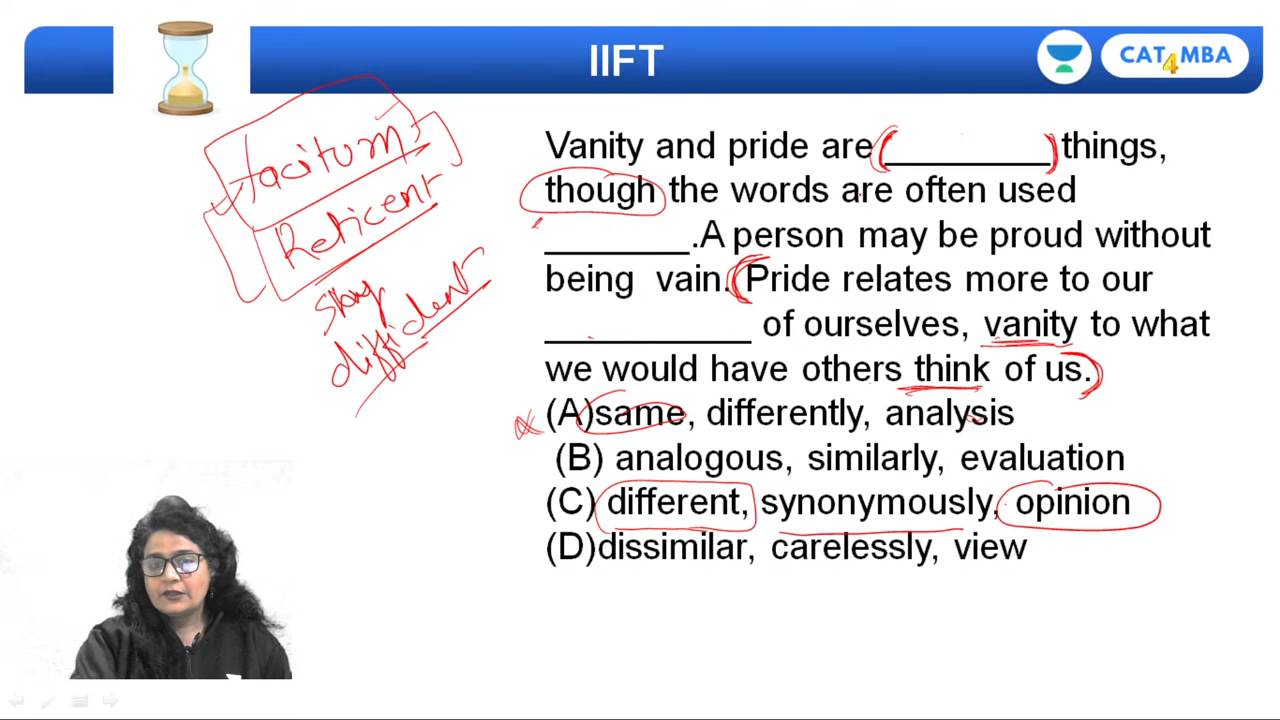 IIFT
CAT4MBA
taciturn
Reticent
shy
diffident
Vanity and pride are ( _________ ) things,
though the words are often used
________.A person may be proud without
being vain. (Pride relates more to our
___________ of ourselves, vanity to what
we would have others think of us.)
(A)same, differently, analysis
(B) analogous, similarly, evaluation
(C) different, synonymously, opinion
(D)dissimilar, carelessly, view